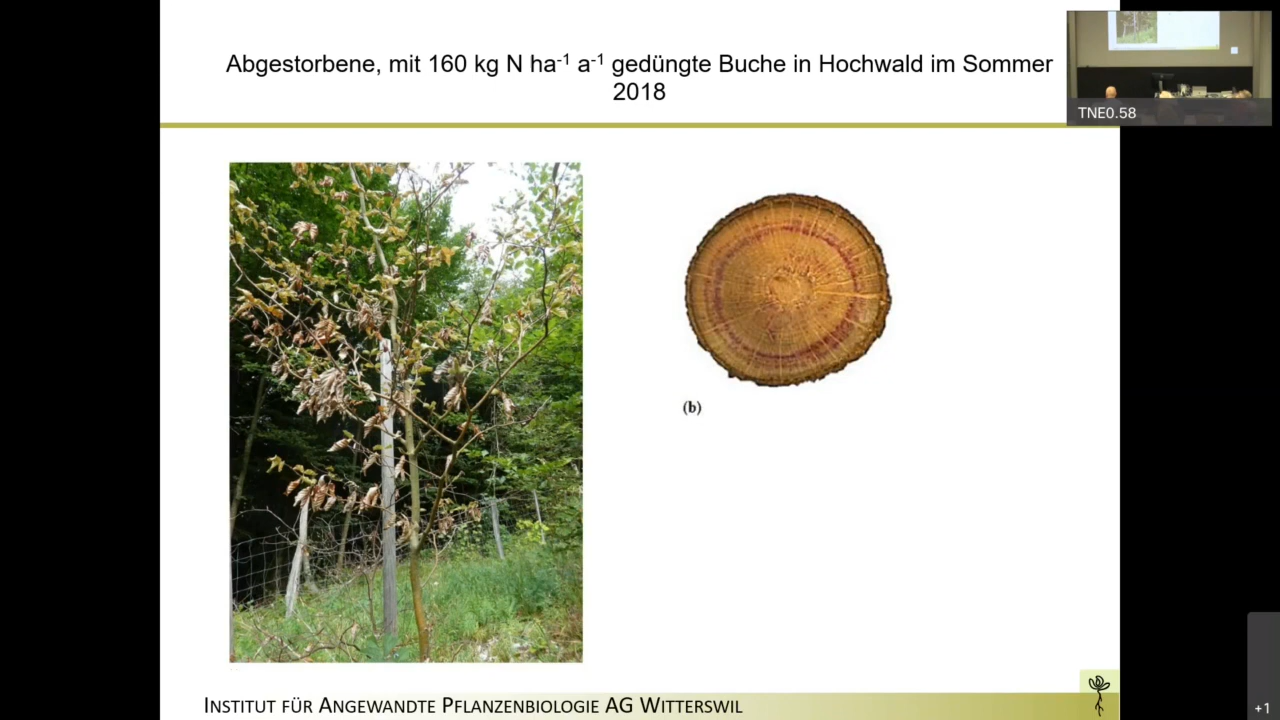 Abgestorbene, mit 160 kg N ha⁻¹ a⁻¹ gedüngte Buche in Hochwald im Sommer
2018
TNE0.58
(b)
INSTITUT FÜR ANGEWANDTE PFLANZENBIOLOGIE AG WITTERSWIL
+1